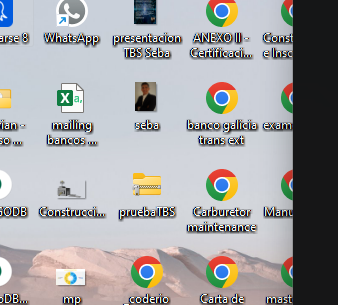 arse 8
WhatsApp
presentacion
TBS Seba
ANEXO II -
Certificaci...
Const
e Insc
rian -
so ...
mailing
bancos ...
seba
banco galicia
trans ext
exam
GODB
Construcci...
pruebaTBS
Carburetor
maintenance
Manu
oDB...
mp
coderio
Carta de
mast